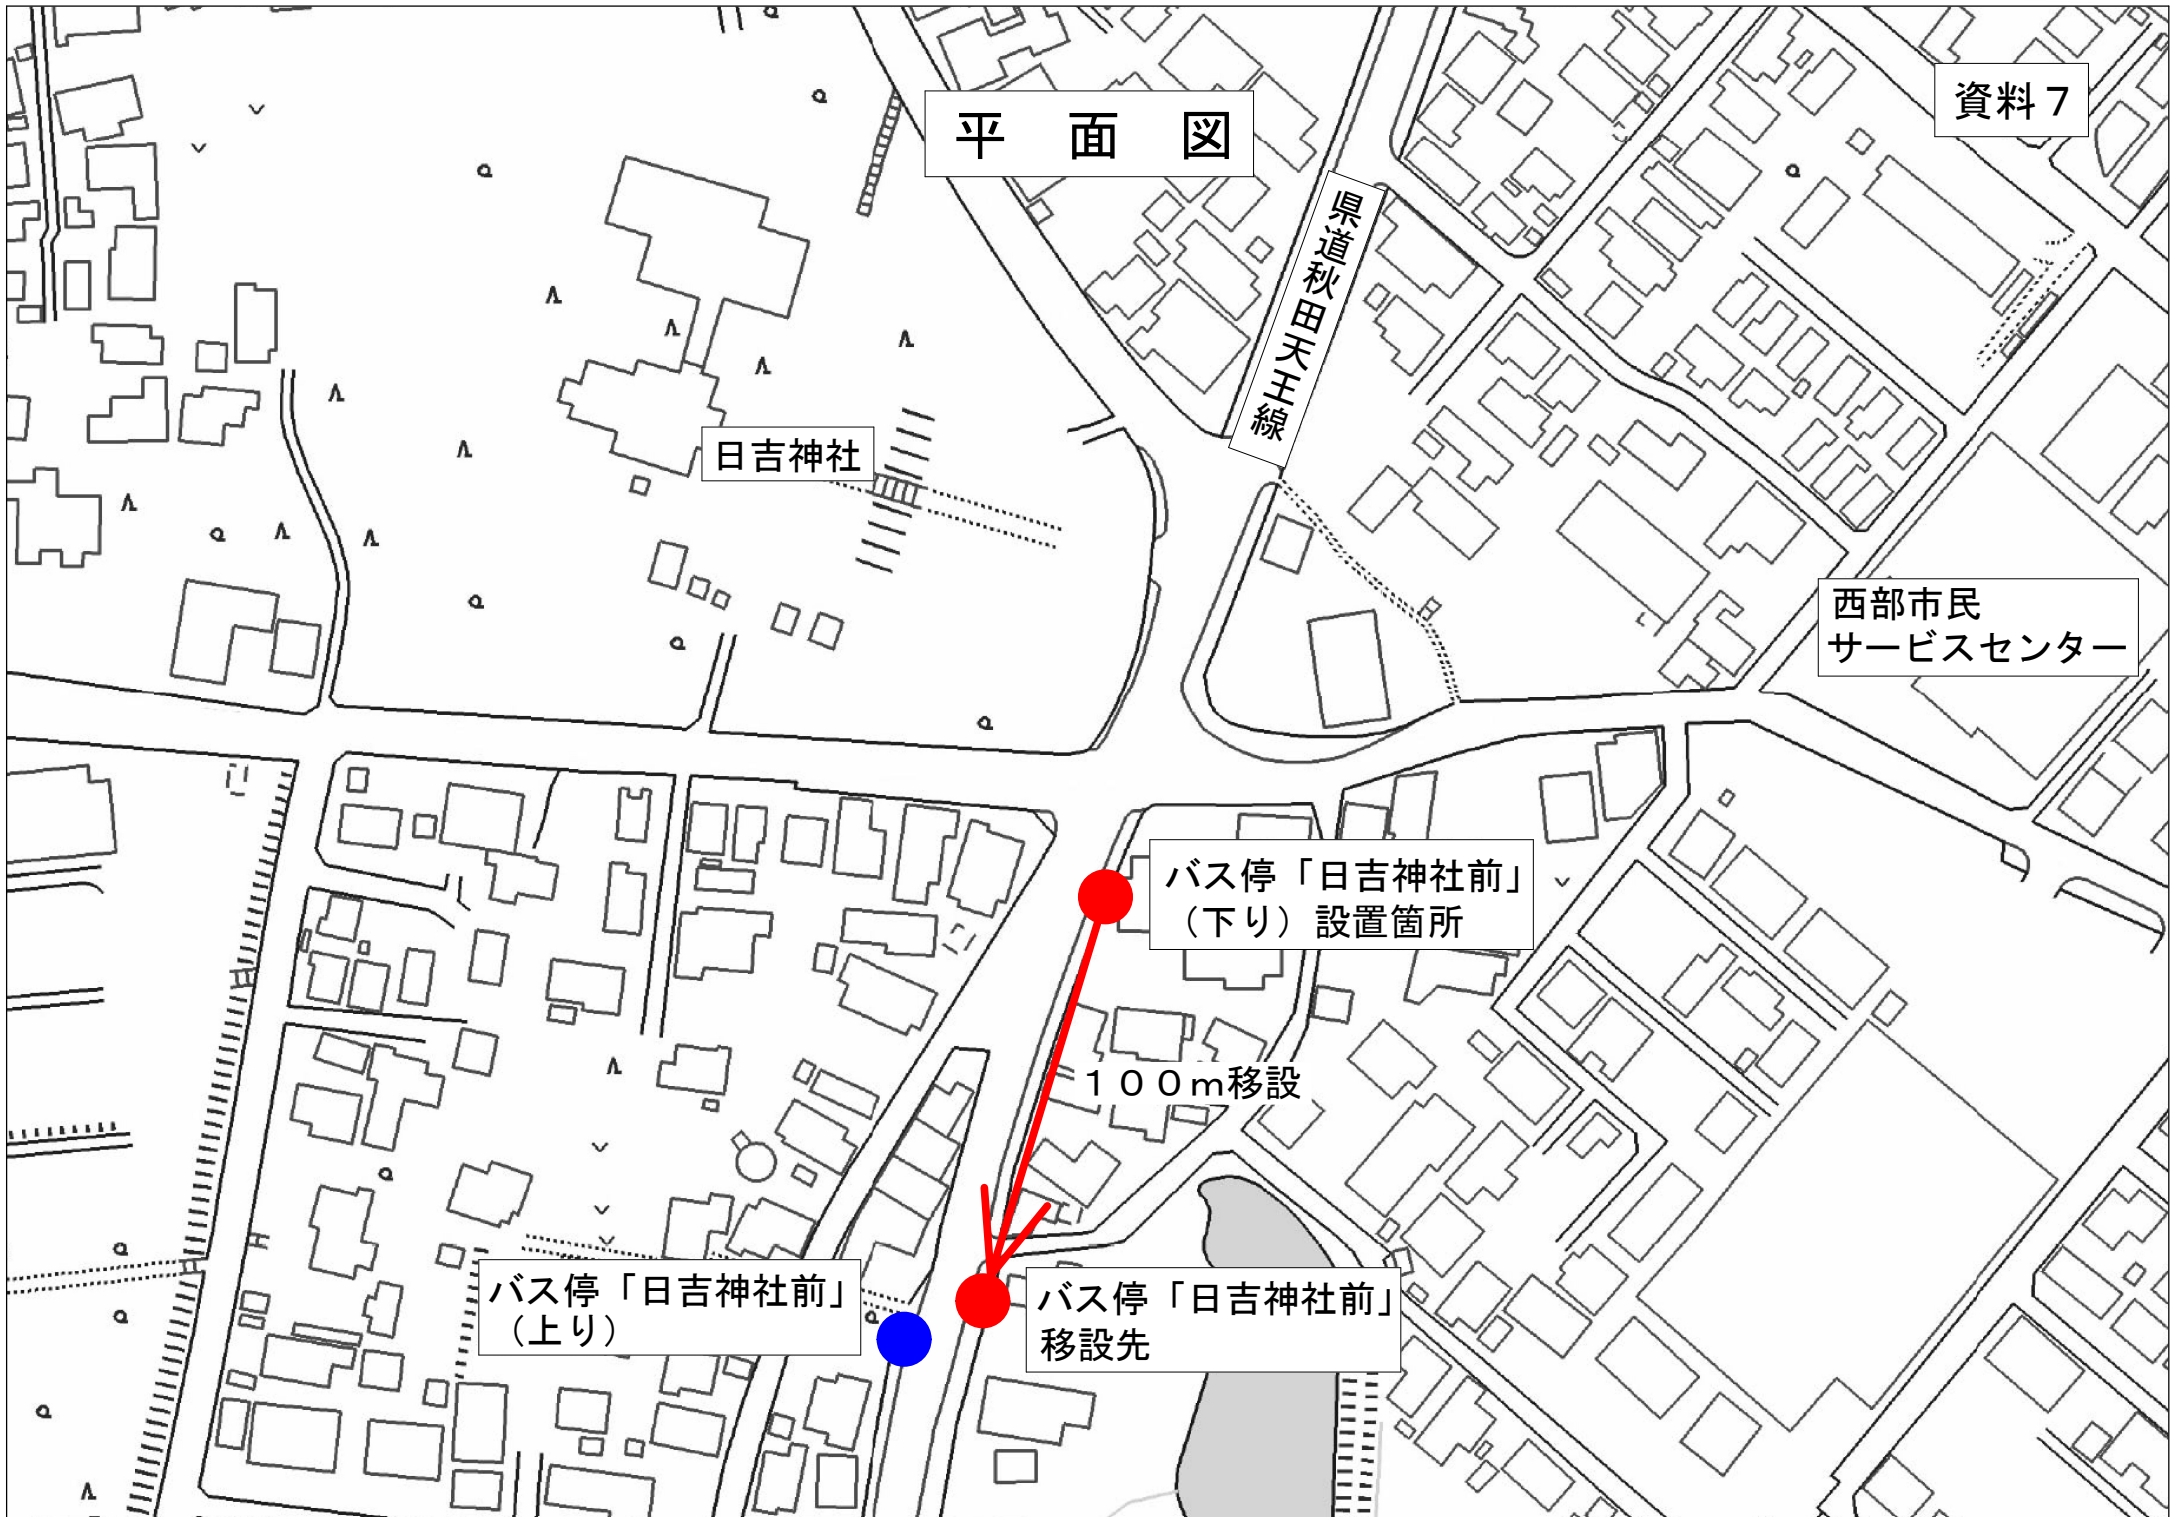 平面図
資料７
県道秋田天王線
日吉神社
西部市民
サービスセンター
バス停「日吉神社前」
（下り）設置箇所
１００ｍ移設
バス停「日吉神社前」
（上り）
バス停「日吉神社前」
移設先